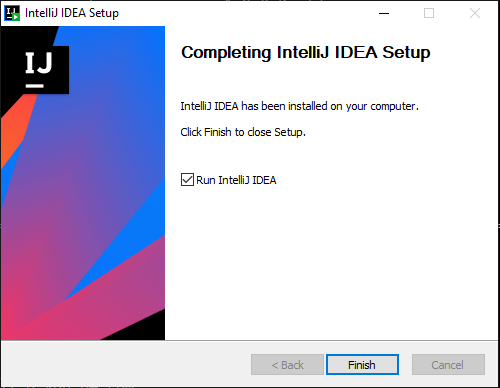 IntelliJ IDEA Setup
IJ
Completing IntelliJ IDEA Setup
IntelliJ IDEA has been installed on your computer.
Click Finish to close Setup.
Run IntelliJ IDEA
< Back
Finish
Cancel